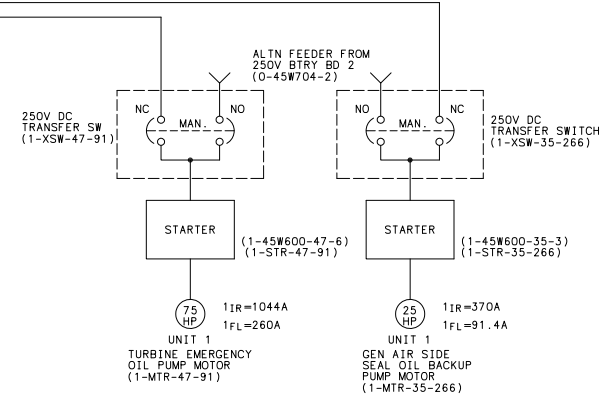 ALTN FEEDER FROM
250V BTRY BD 2
(0-45W704-2)
NC
NO
MAN.
250V DC
TRANSFER SW
(1-XSW-47-91)
NO
NC
MAN.
250V DC
TRANSFER SWITCH
(1-XSW-35-266)
STARTER
(1-45W600-47-6)
(1-STR-47-91)
STARTER
(1-45W600-35-3)
(1-STR-35-266)
75
HP
1IR=1044A
1FL=260A
UNIT 1
TURBINE EMERGENCY
OIL PUMP MOTOR
(1-MTR-47-91)
25
HP
1IR=370A
1FL=91.4A
UNIT 1
GEN AIR SIDE
SEAL OIL BACKUP
PUMP MOTOR
(1-MTR-35-266)